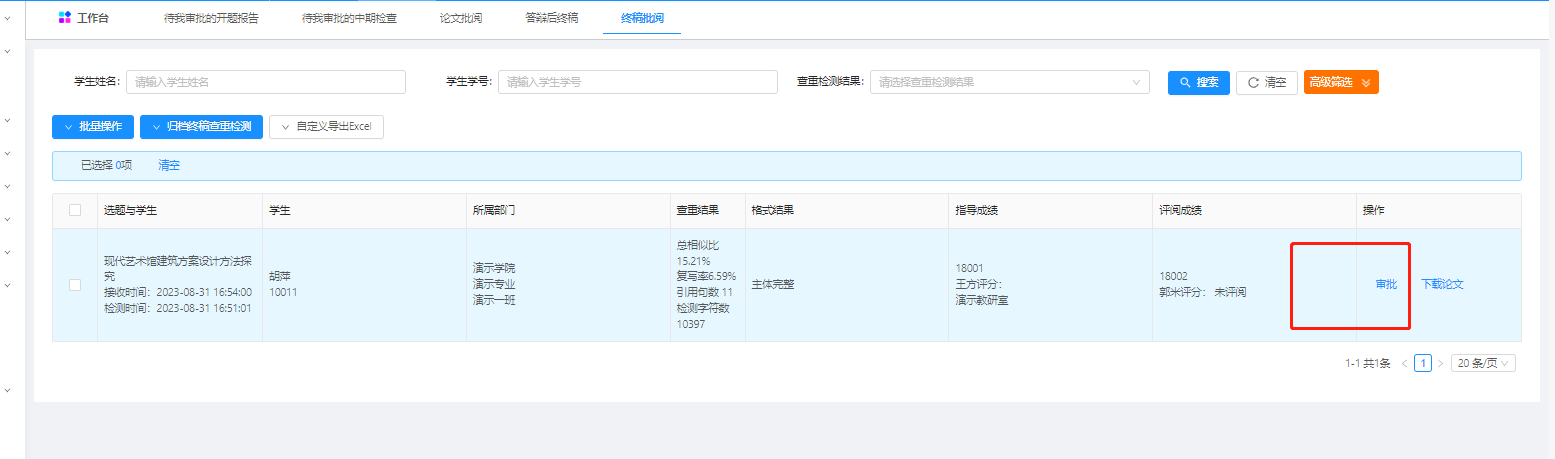 工作台 待我审批的开题报告 待我审批的中期检查 论文批阅 答辩后终稿 终稿批阅
学生姓名： 请输入学生姓名 学生学号： 请输入学生学号 查重检测结果： 请选择查重检测结果 搜索 清空 高级筛选
批量操作 归档终稿查重检测 自定义导出Excel
已选择 0项 清空
选题与学生 学生 所属部门 查重结果 格式结果 指导成绩 评阅成绩 操作
现代艺术馆建筑方案设计方法探
究
接收时间：2023-08-31 16:54:00
检测时间：2023-08-31 16:51:01
胡萍
10011
演示学院
演示专业
演示一班
总相似比
15.21%
复写率6.59%
引用句数 11
检测字符数
10397
主体完整
18001
王方评分：
演示教研室
18002
郭米评分： 未评阅
审批 下载论文
1-1 共1条 1 20 条/页